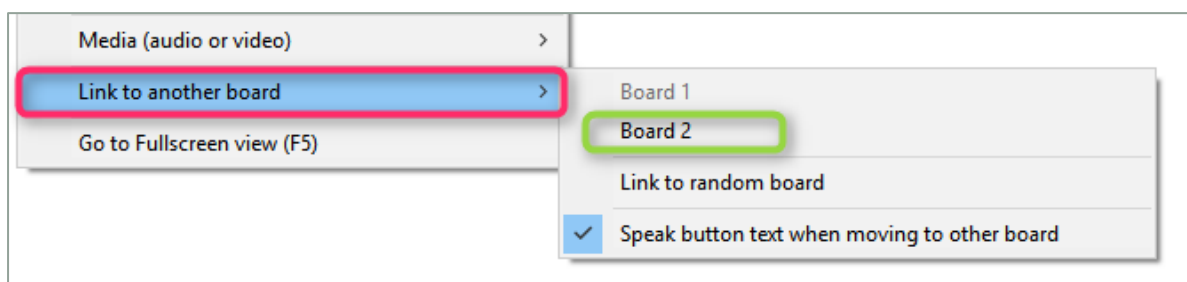 Media (audio or video)
Link to another board
Go to Fullscreen view (F5)
Board 1
Board 2
Link to random board
Speak button text when moving to other board